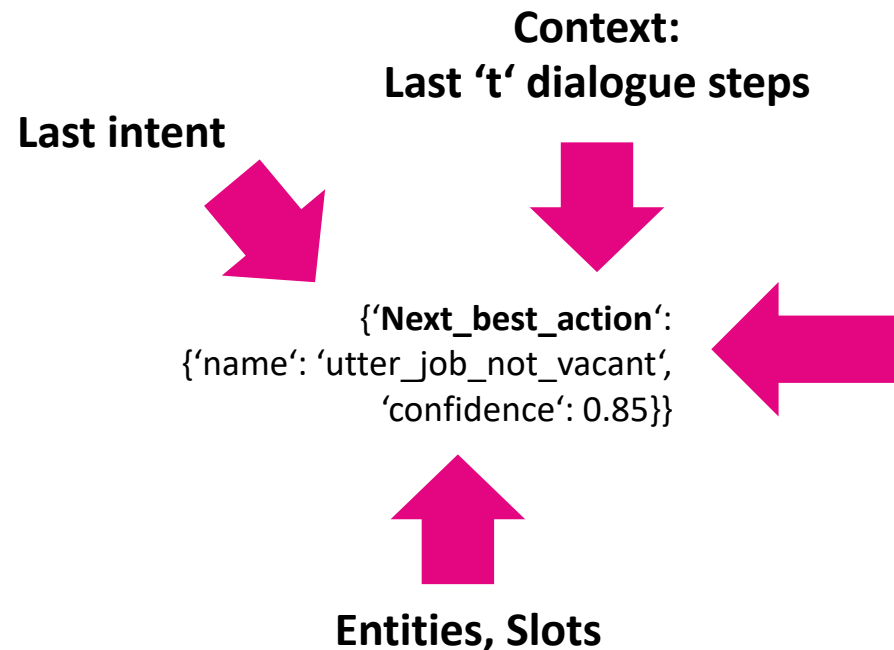 Context:
Last ‘t‘ dialogue steps
Last intent
{‘Next_best_action‘:
{‘name‘: ‘utter_job_not_vacant‘,
‘confidence‘: 0.85}}
Entities, Slots